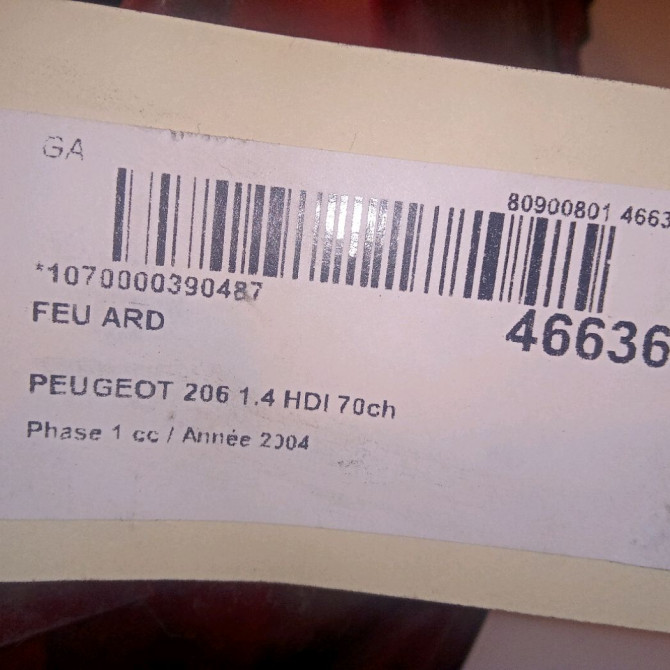 GA
80900801 4663
*1070000390487
FEU ARD
46636
PEUGEOT 206 1.4 HDI 70ch
Phase 1 cc / Année 2004